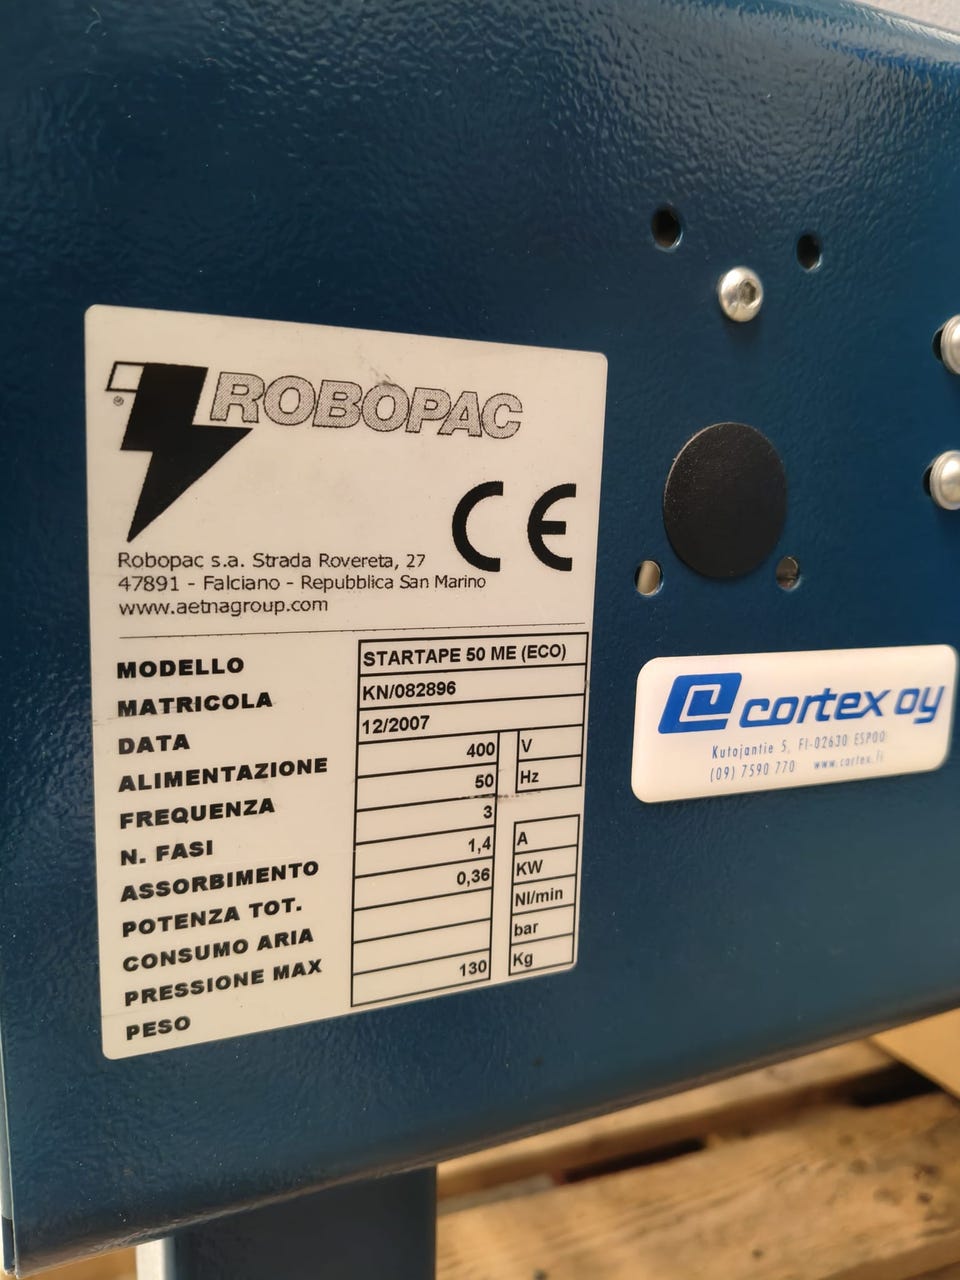 ROBOPAC
®
CE
Robopac s.a. Strada Rovereta, 27
47891 - Falciano - Repubblica San Marino
www.aetnagroup.com
MODELLO STARTAPE 50 ME (ECO)
MATRICOLA KN/082896
DATA 12/2007
ALIMENTAZIONE 400 V
FREQUENZA 50 Hz
N. FASI 3
ASSORBIMENTO 1,4 A
POTENZA TOT. 0,36 KW
CONSUMO ARIA Nl/min
PRESSIONE MAX bar
PESO 130 Kg
cortex oy
Kutojantie 5, FI-02630 ESPOO
(09) 7590 770 www.cortex.fi